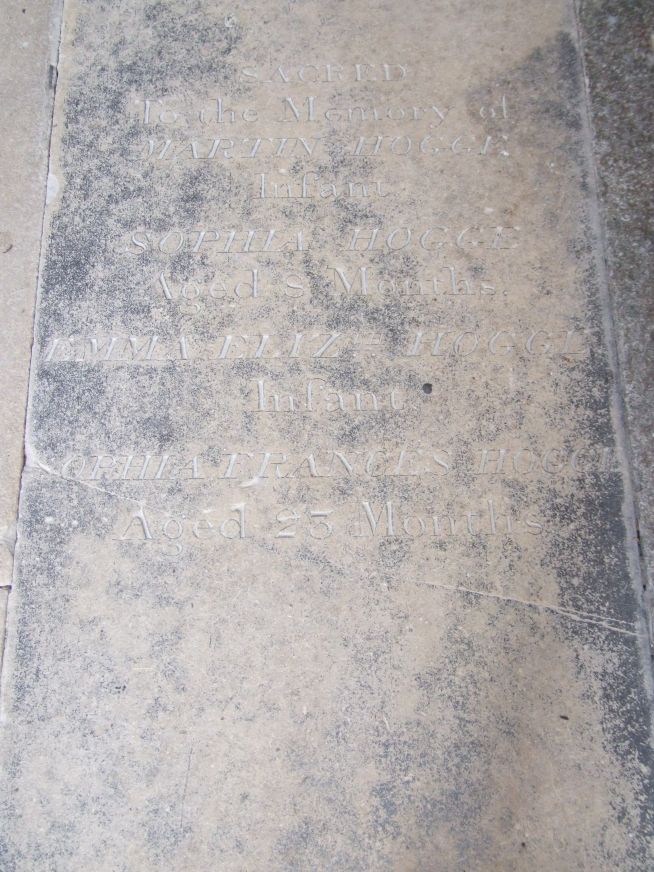 SACRED
To the Memory of
MARTIN HOGGE
Infant
SOPHIA HOGGE
Aged 8 Months.
EMMA ELIZth HOGGE
Infant.
SOPHIA FRANCES HOGGE
Aged 23 Months